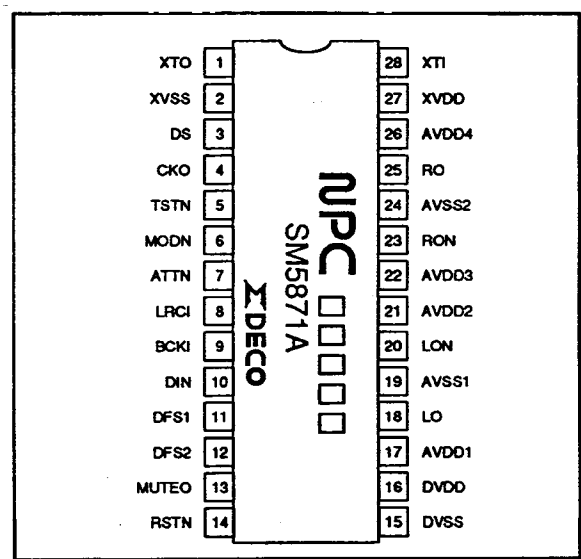 XTO 1 28 XTI
XVSS 2 27 XVDD
DS 3 26 AVDD4
CKO 4 25 RO
TSTN 5 24 AVSS2
MODN 6 23 RON
ATTN 7 22 AVDD3
LRCI 8 21 AVDD2
BCKI 9 20 LON
DIN 10 19 AVSS1
DFS1 11 18 LO
DFS2 12 17 AVDD1
MUTEO 13 16 DVDD
RSTN 14 15 DVSS
NPC
SM5871A
ΣDECO